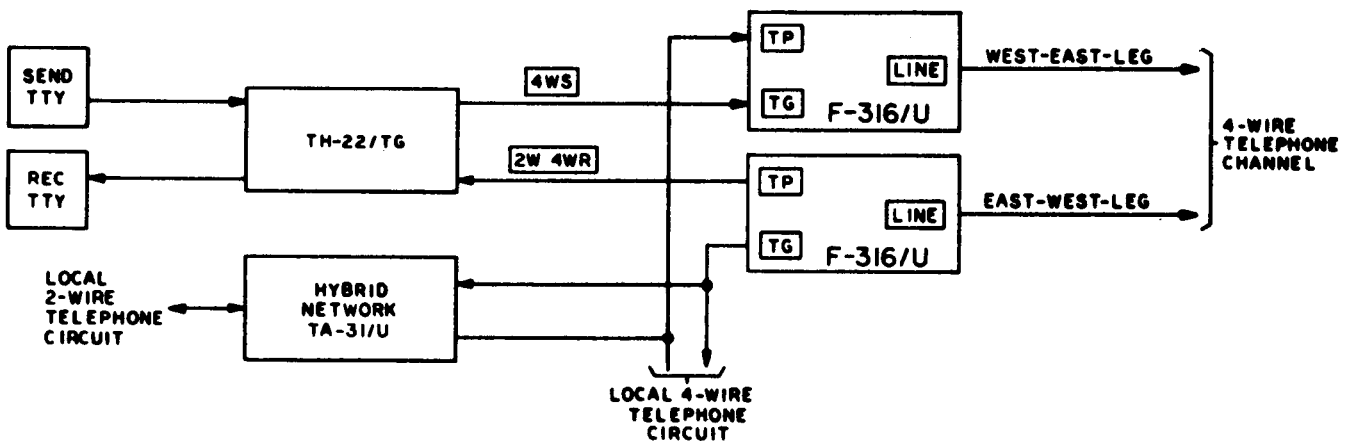 SEND
TTY
REC
TTY
TH-22/TG
4WS
2W 4WR
TP
TG
LINE
F-316/U
WEST-EAST-LEG
TP
TG
LINE
F-316/U
EAST-WEST-LEG
4-WIRE
TELEPHONE
CHANNEL
LOCAL
2-WIRE
TELEPHONE
CIRCUIT
HYBRID
NETWORK
TA-31/U
LOCAL 4-WIRE
TELEPHONE
CIRCUIT